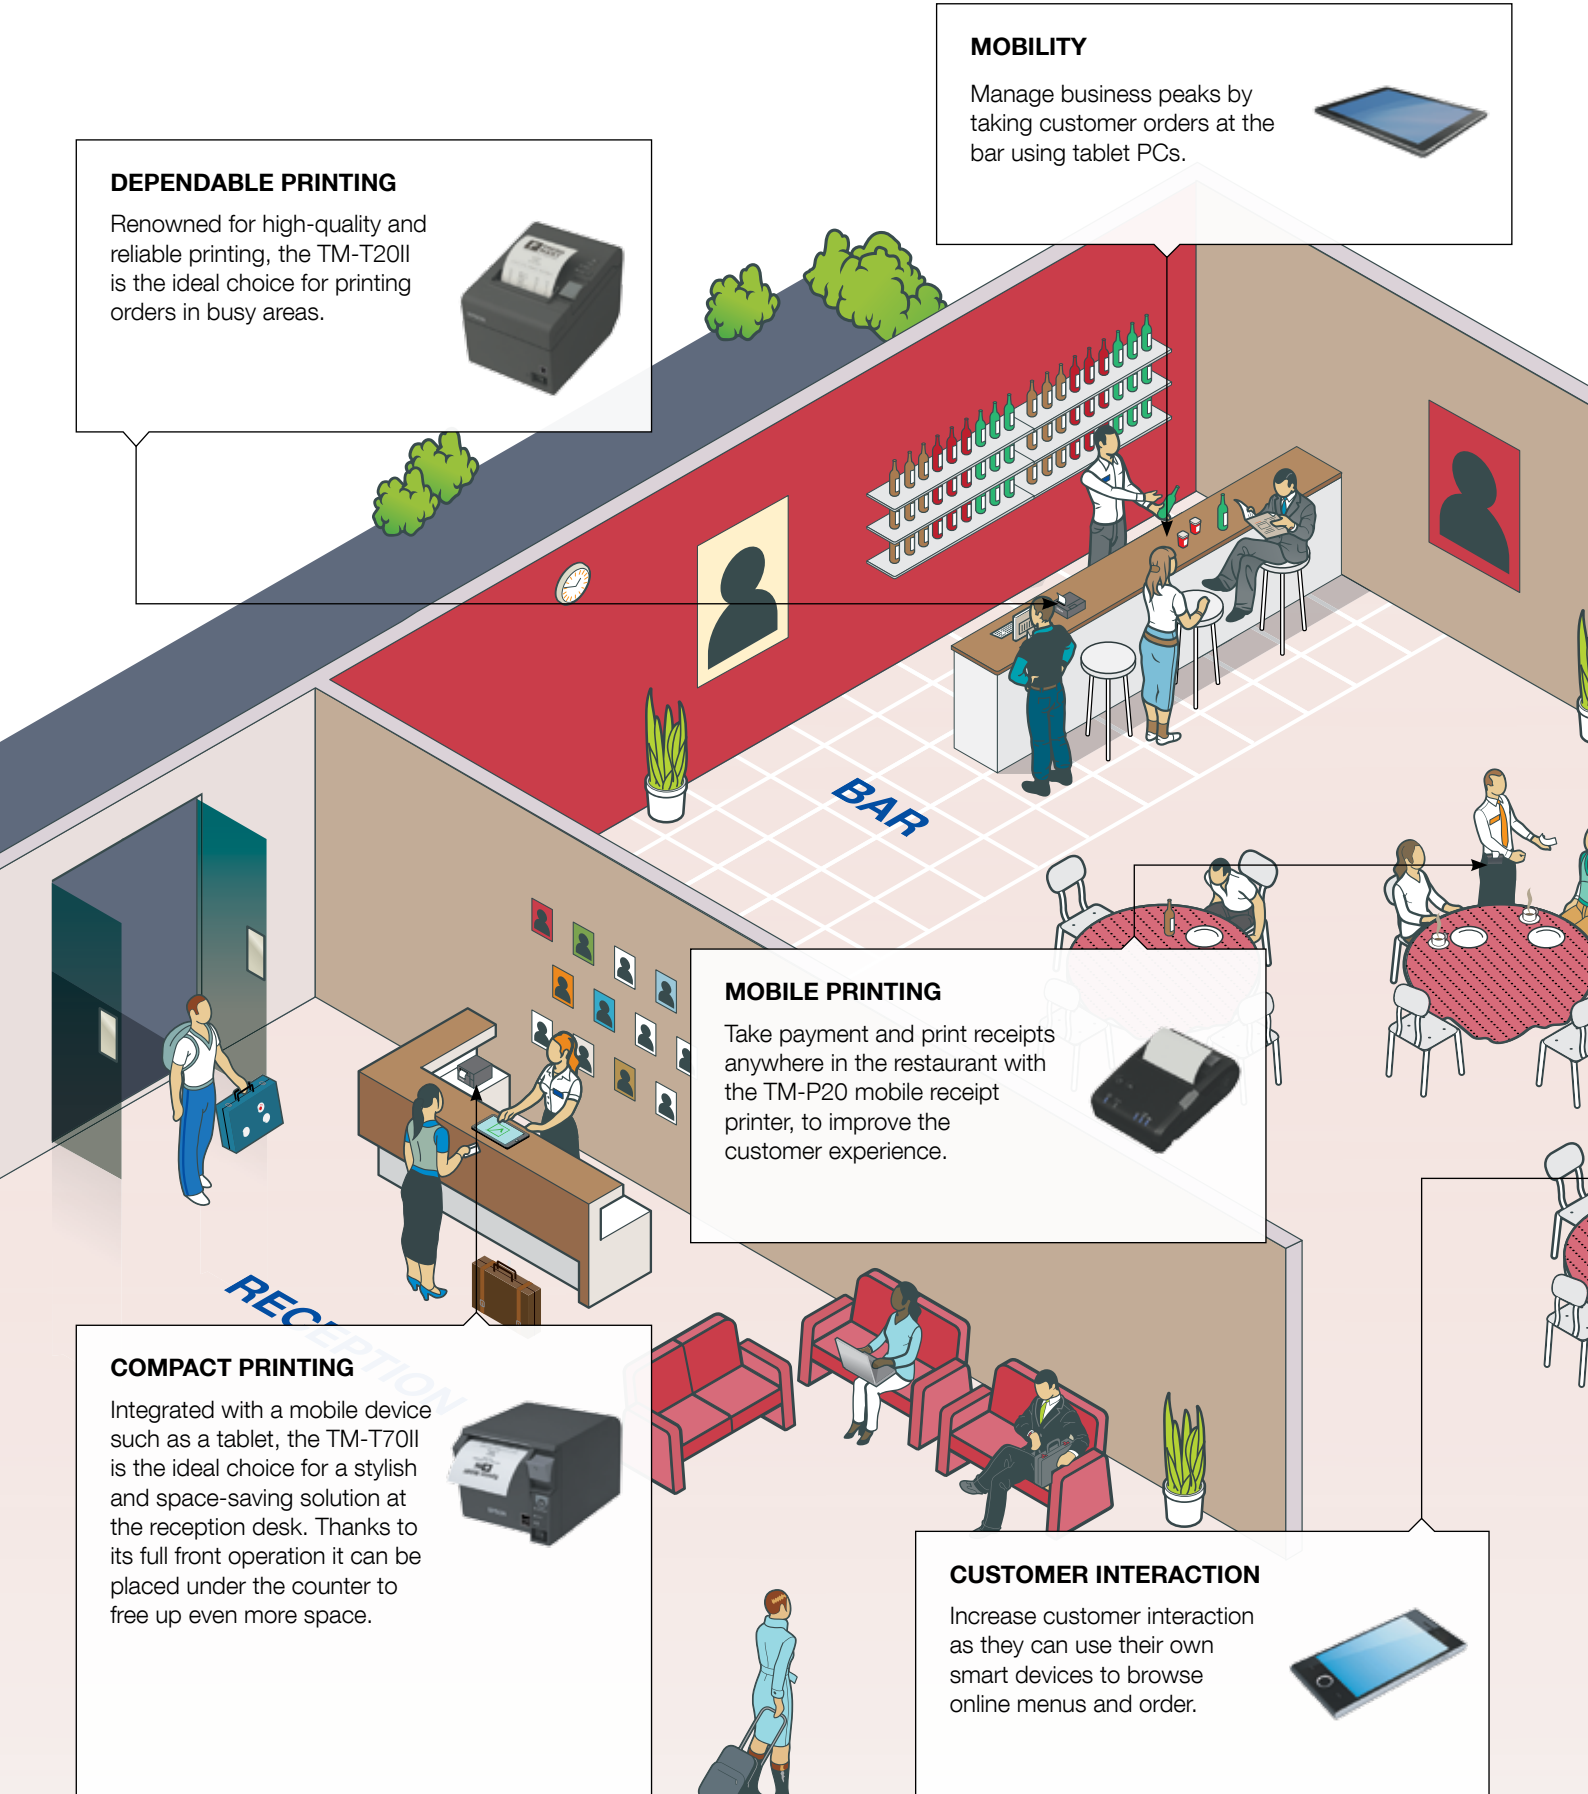 MOBILITY
Manage business peaks by
taking customer orders at the
bar using tablet PCs.
DEPENDABLE PRINTING
Renowned for high-quality and
reliable printing, the TM-T20II
is the ideal choice for printing
orders in busy areas.
BAR
MOBILE PRINTING
Take payment and print receipts
anywhere in the restaurant with
the TM-P20 mobile receipt
printer, to improve the
customer experience.
RECEPTION
COMPACT PRINTING
Integrated with a mobile device
such as a tablet, the TM-T70II
is the ideal choice for a stylish
and space-saving solution at
the reception desk. Thanks to
its full front operation it can be
placed under the counter to
free up even more space.
CUSTOMER INTERACTION
Increase customer interaction
as they can use their own
smart devices to browse
online menus and order.